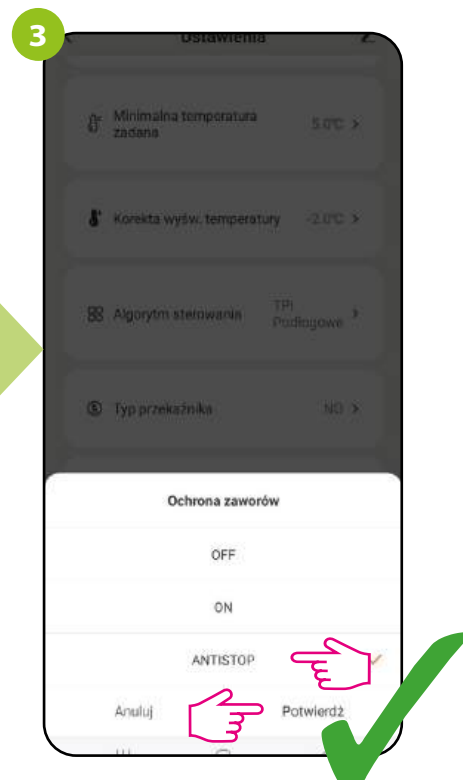 3
Ustawienia
Minimalna temperatura
zadana
5.0°C >
Korekta wyśw. temperatury
-2.0°C >
Algorytm sterowania
TPI
Podłogowe >
Typ przekaźnika
NO >
Ochrona zaworów
OFF
ON
ANTISTOP
Anuluj
Potwierdź